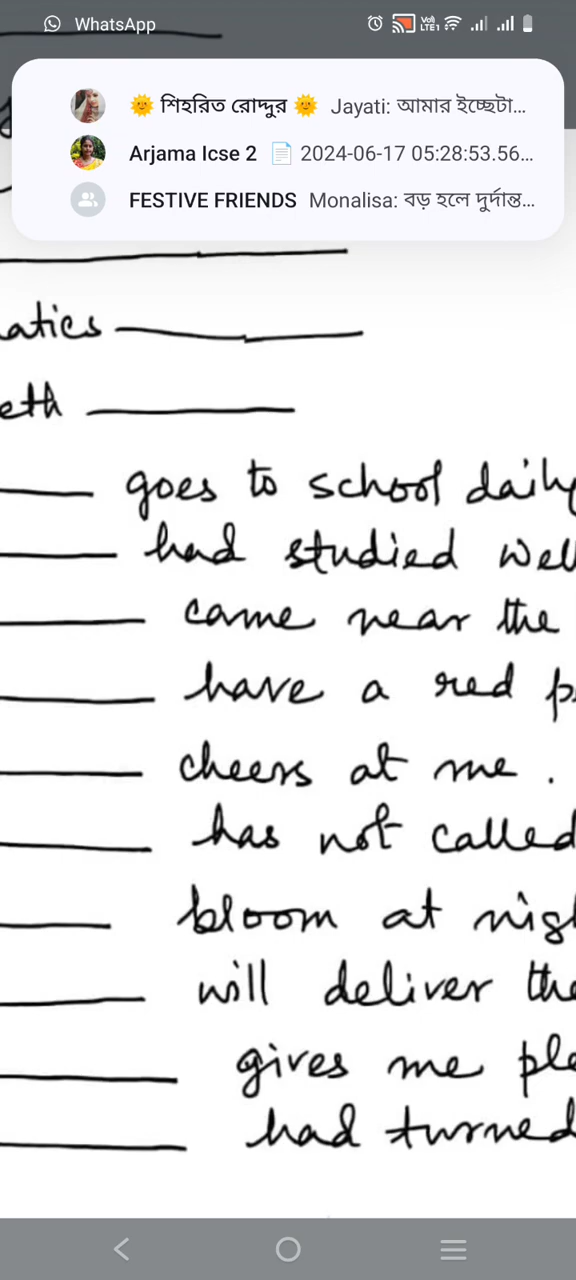 WhatsApp
🌞 শিহরিত রোদ্দুর 🌞 Jayati: আমার ইচ্ছেটা...
Arjama Icse 2 📄 2024-06-17 05:28:53.56...
FESTIVE FRIENDS Monalisa: বড় হলে দুর্দান্ত...
atics
eth
goes to school daily
had studied well
came near the
have a red p
cheers at me.
has not called
bloom at nig
will deliver the
gives me ple
had turned